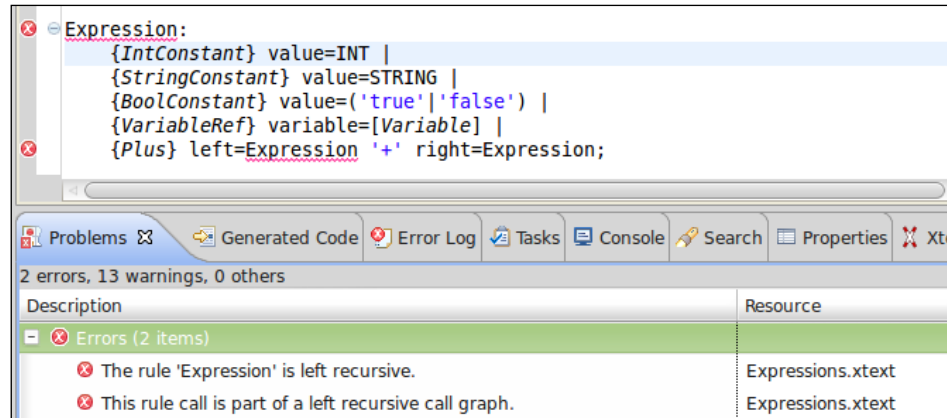 Expression:
{IntConstant} value=INT |
{StringConstant} value=STRING |
{BoolConstant} value=('true'|'false') |
{VariableRef} variable=[Variable] |
{Plus} left=Expression '+' right=Expression;
Problems Generated Code Error Log Tasks Console Search Properties
2 errors, 13 warnings, 0 others
Description Resource
Errors (2 items)
The rule 'Expression' is left recursive. Expressions.xtext
This rule call is part of a left recursive call graph. Expressions.xtext